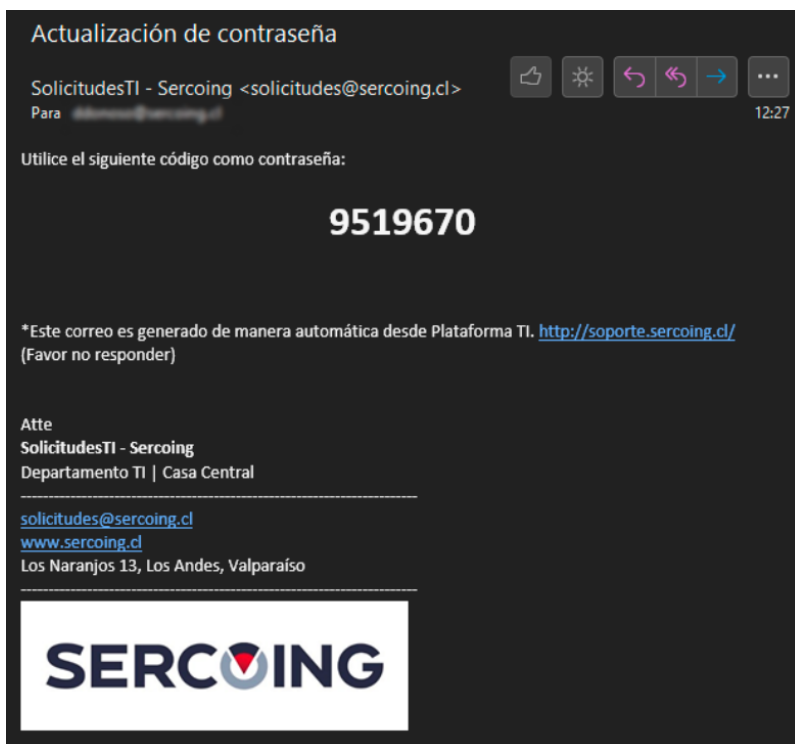 Actualización de contraseña
SolicitudesTI - Sercoing <solicitudes@sercoing.cl>
Para
12:27
Utilice el siguiente código como contraseña:
9519670
*Este correo es generado de manera automática desde Plataforma TI. http://soporte.sercoing.cl/
(Favor no responder)
Atte
SolicitudesTI - Sercoing
Departamento TI | Casa Central
------------------------------------------------------------------------
solicitudes@sercoing.cl
www.sercoing.cl
Los Naranjos 13, Los Andes, Valparaíso
------------------------------------------------------------------------
SERCOING